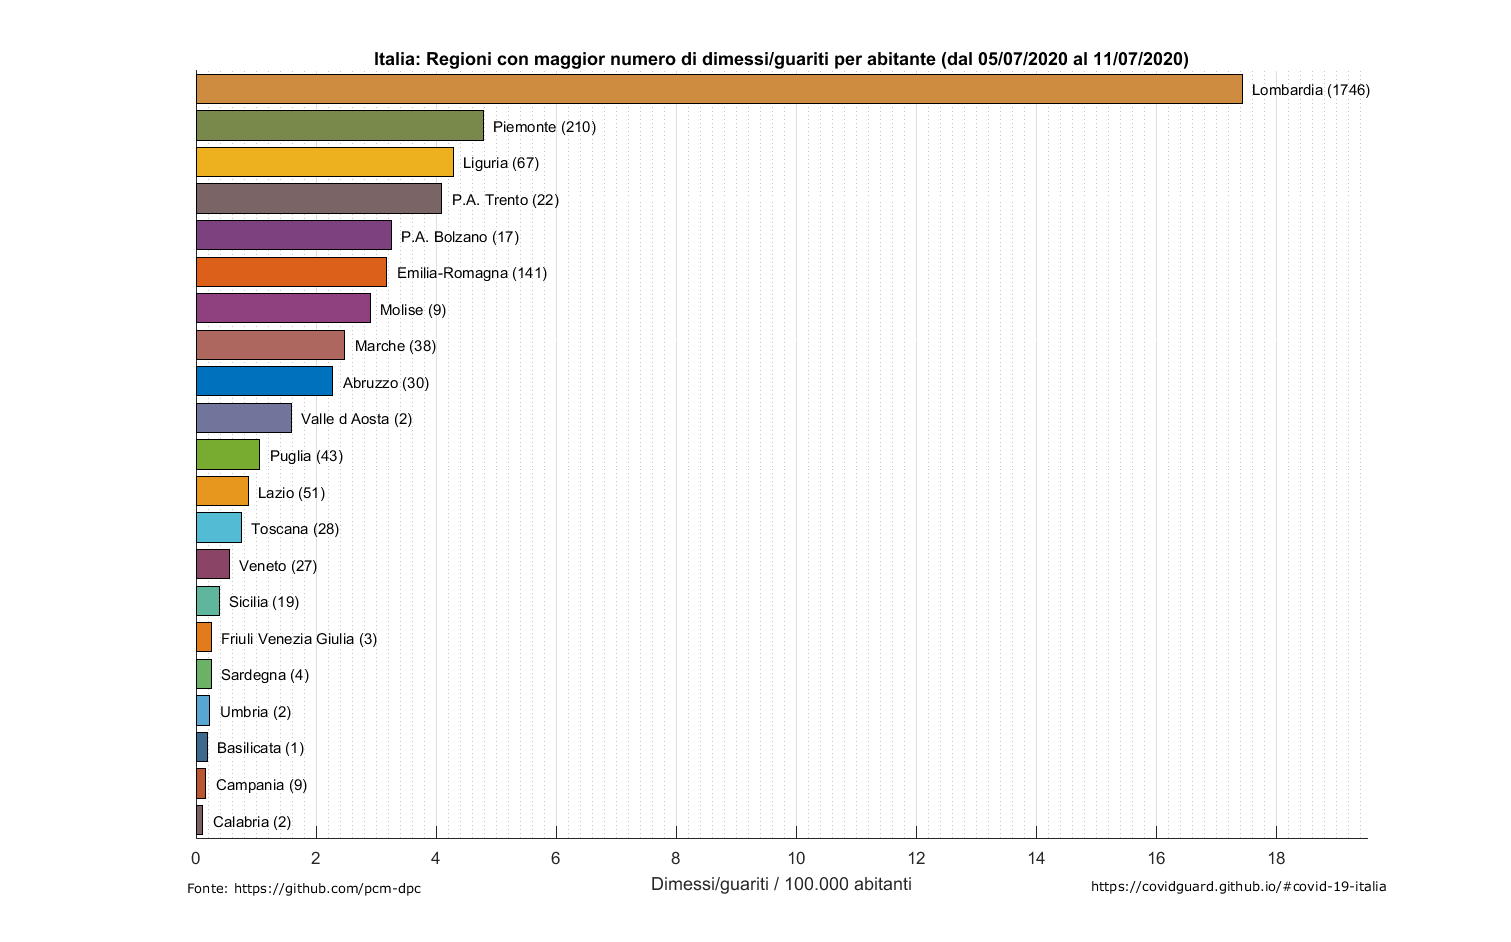 Italia: Regioni con maggior numero di dimessi/guariti per abitante (dal 05/07/2020 al 11/07/2020)
Lombardia (1746)
Piemonte (210)
Liguria (67)
P.A. Trento (22)
P.A. Bolzano (17)
Emilia-Romagna (141)
Molise (9)
Marche (38)
Abruzzo (30)
Valle d Aosta (2)
Puglia (43)
Lazio (51)
Toscana (28)
Veneto (27)
Sicilia (19)
Friuli Venezia Giulia (3)
Sardegna (4)
Umbria (2)
Basilicata (1)
Campania (9)
Calabria (2)
0 2 4 6 8 10 12 14 16 18
Dimessi/guariti / 100.000 abitanti
Fonte: https://github.com/pcm-dpc
https://covidguard.github.io/#covid-19-italia